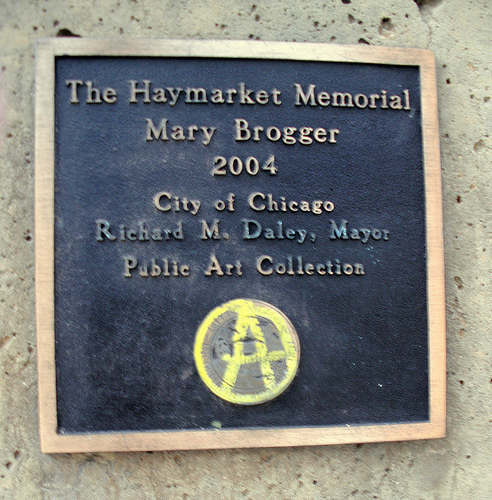 The Haymarket Memorial
Mary Brogger
2004
City of Chicago
Richard M. Daley, Mayor
Public Art Collection